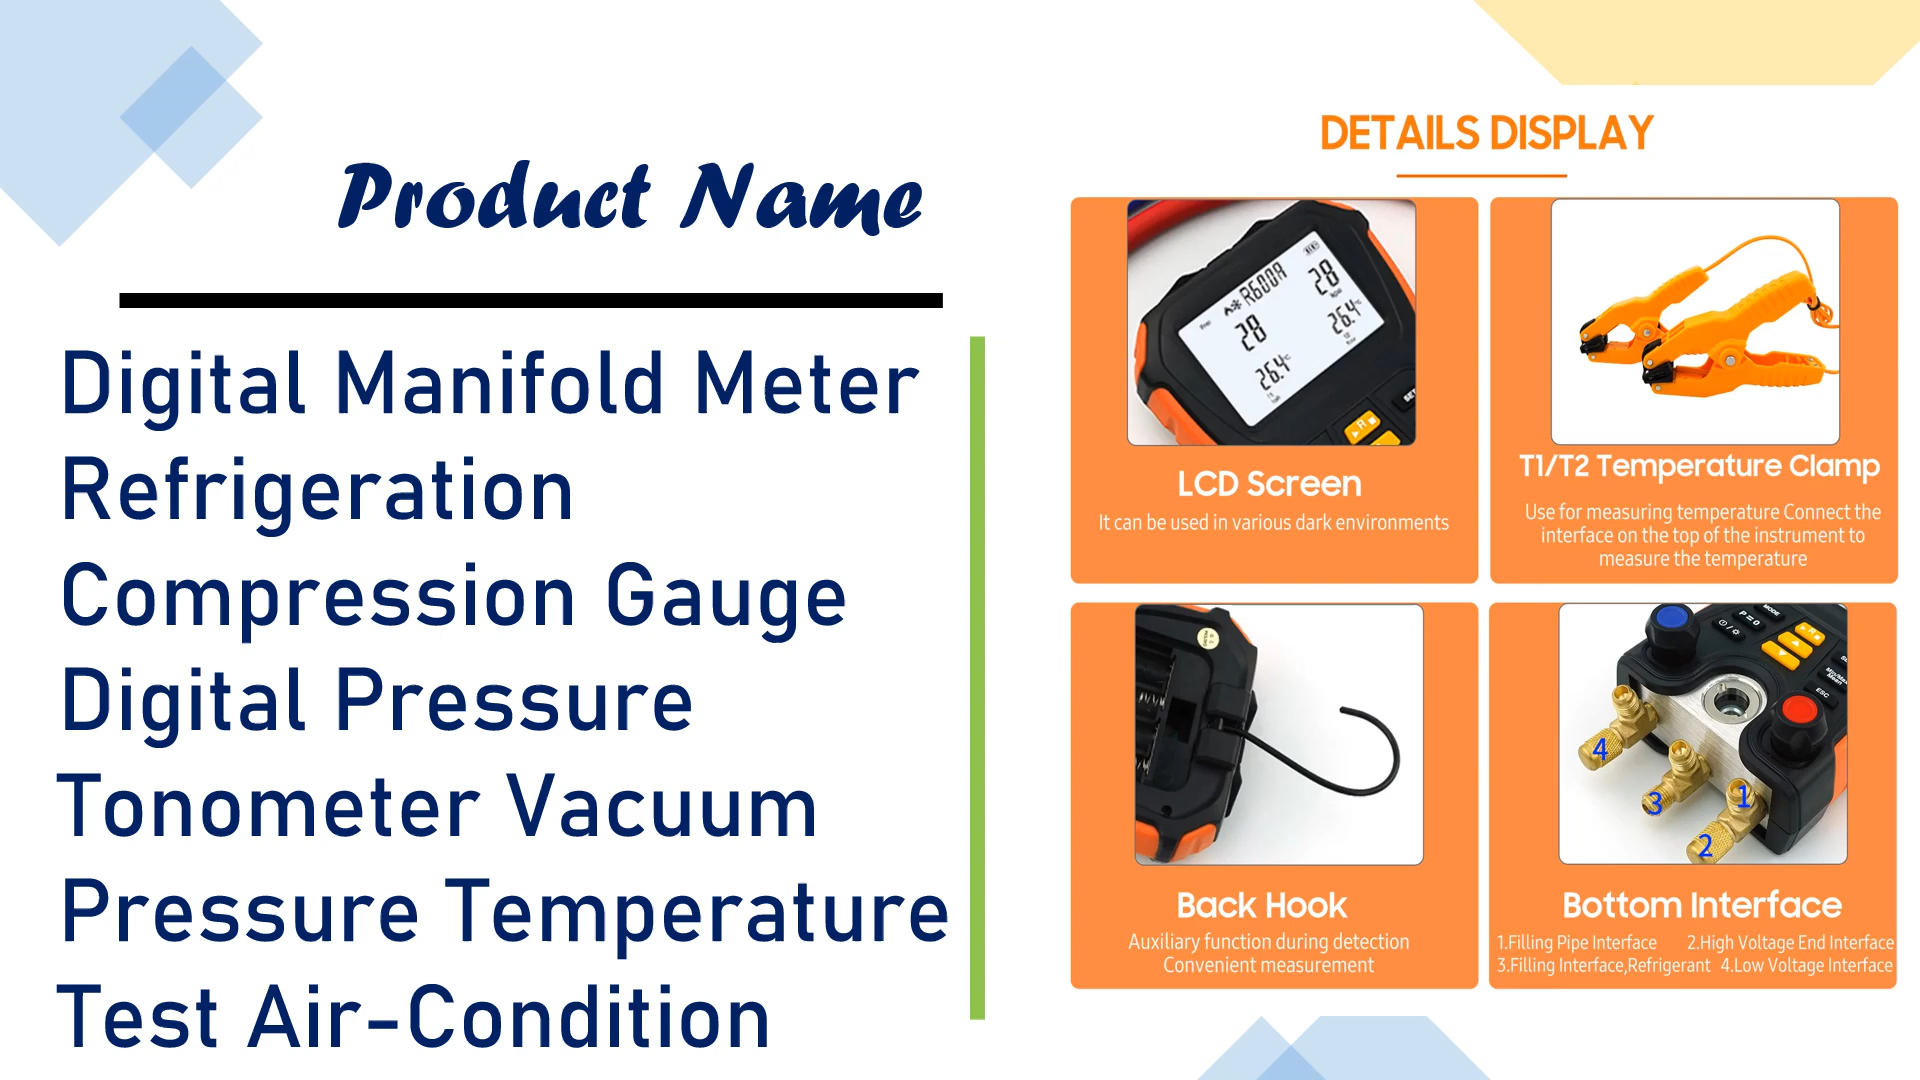 Product Name
Digital Manifold Meter
Refrigeration
Compression Gauge
Digital Pressure
Tonometer Vacuum
Pressure Temperature
Test Air-Condition
DETAILS DISPLAY
R600A
28
28
26.4°C
26.4°C
SET
LCD Screen
It can be used in various dark environments
T1/T2 Temperature Clamp
Use for measuring temperature Connect the
interface on the top of the instrument to
measure the temperature
Back Hook
Auxiliary function during detection
Convenient measurement
MODE
P=0
ESC
4
3
1
2
Bottom Interface
1.Filling Pipe Interface 2.High Voltage End Interface
3.Filling Interface,Refrigerant 4.Low Voltage Interface